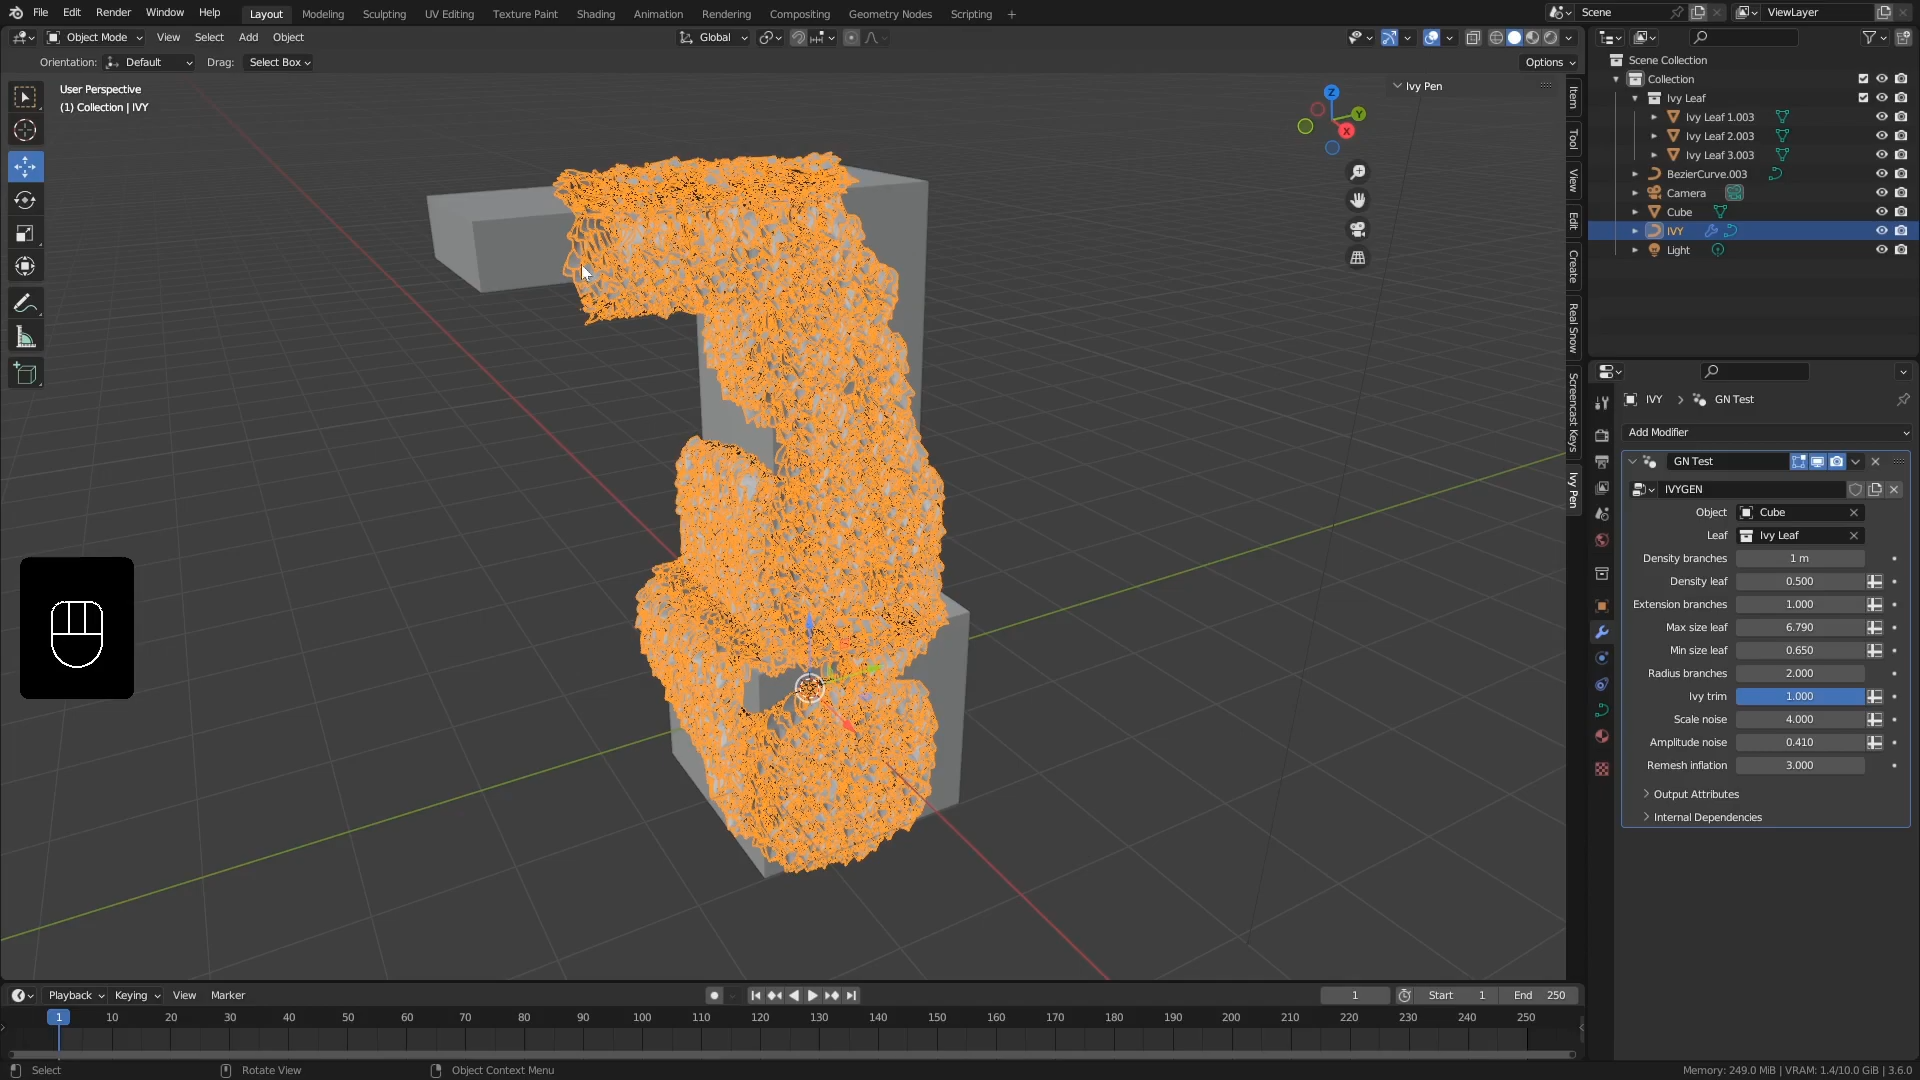 File Edit Render Window Help Layout Modeling Sculpting UV Editing Texture Paint Shading Animation Rendering Compositing Geometry Nodes Scripting + Scene ViewLayer
Object Mode View Select Add Object Global
Orientation: Default Drag: Select Box Options
User Perspective
(1) Collection | IVY
Ivy Pen
Z
Y
X
Item
Tool
View
Edit
Create
Real Snow
Screencast Keys
Ivy Pen
Scene Collection
Collection
Ivy Leaf
Ivy Leaf 1.003
Ivy Leaf 2.003
Ivy Leaf 3.003
BezierCurve.003
Camera
Cube
IVY
Light
IVY GN Test
Add Modifier
GN Test
IVYGEN
Object Cube
Leaf Ivy Leaf
Density branches 1 m
Density leaf 0.500
Extension branches 1.000
Max size leaf 6.790
Min size leaf 0.650
Radius branches 2.000
Ivy trim 1.000
Scale noise 4.000
Amplitude noise 0.410
Remesh inflation 3.000
Output Attributes
Internal Dependencies
Playback Keying View Marker 1 Start 1 End 250
1 10 20 30 40 50 60 70 80 90 100 110 120 130 140 150 160 170 180 190 200 210 220 230 240 250
Select Rotate View Object Context Menu Memory: 249.0 MiB | VRAM: 1.4/10.0 GiB | 3.6.0